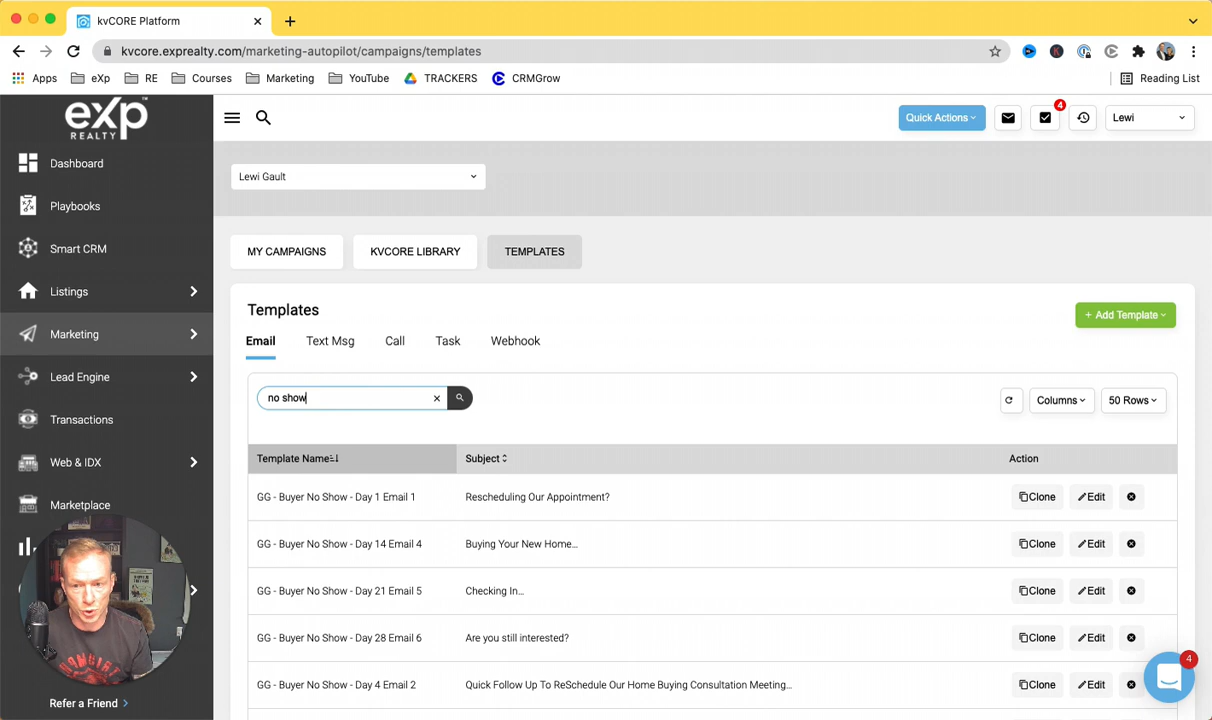 kvCORE Platform
kvcore.exprealty.com/marketing-autopilot/campaigns/templates
Apps eXp RE Courses Marketing YouTube TRACKERS CRMGrow Reading List
eXp
REALTY
Quick Actions 4 Lewi
Dashboard
Playbooks
Smart CRM
Listings
Marketing
Lead Engine
Transactions
Web & IDX
Marketplace
Refer a Friend
Lewi Gault
MY CAMPAIGNS KVCORE LIBRARY TEMPLATES
Templates
+ Add Template
Email Text Msg Call Task Webhook
no show
Columns 50 Rows
Template Name Subject Action
GG - Buyer No Show - Day 1 Email 1 Rescheduling Our Appointment? Clone Edit
GG - Buyer No Show - Day 14 Email 4 Buying Your New Home... Clone Edit
GG - Buyer No Show - Day 21 Email 5 Checking In... Clone Edit
GG - Buyer No Show - Day 28 Email 6 Are you still interested? Clone Edit
GG - Buyer No Show - Day 4 Email 2 Quick Follow Up To ReSchedule Our Home Buying Consultation Meeting... Clone Edit
4